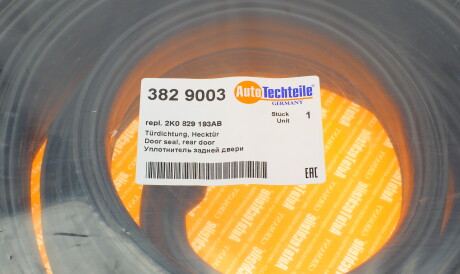 382 9003
AutoTechteile®
GERMANY
repl. 2K0 829 193AB
Stück
Unit
1
Türdichtung, Hecktür
Door seal, rear door
Уплотнитель задней двери
EAC